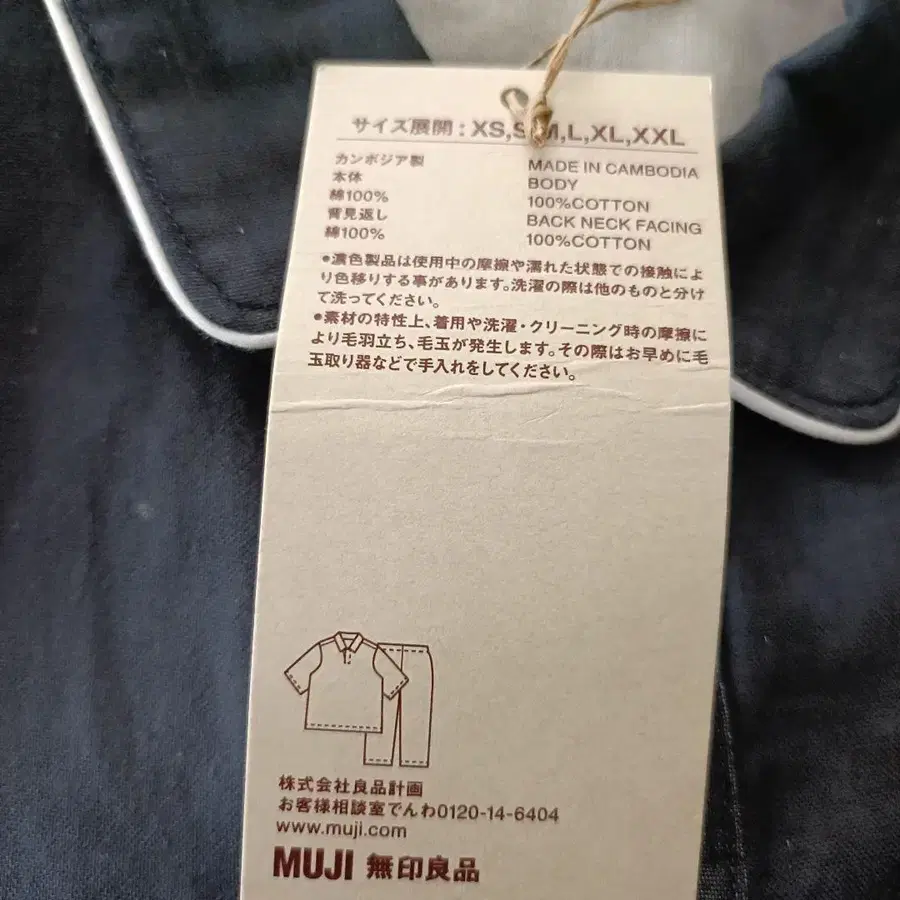 サイズ展開：XS,S,M,L,XL,XXL
カンボジア製 MADE IN CAMBODIA
本体 BODY
綿100% 100%COTTON
背見返し BACK NECK FACING
綿100% 100%COTTON
●濃色製品は使用中の摩擦や濡れた状態での接触によ
り色移りする事があります。洗濯の際は他のものと分け
て洗ってください。
●素材の特性上、着用や洗濯・クリーニング時の摩擦に
より毛羽立ち、毛玉が発生します。その際はお早めに毛
玉取り器などで手入れをしてください。
株式会社良品計画
お客様相談室でんわ0120-14-6404
www.muji.com
MUJI 無印良品